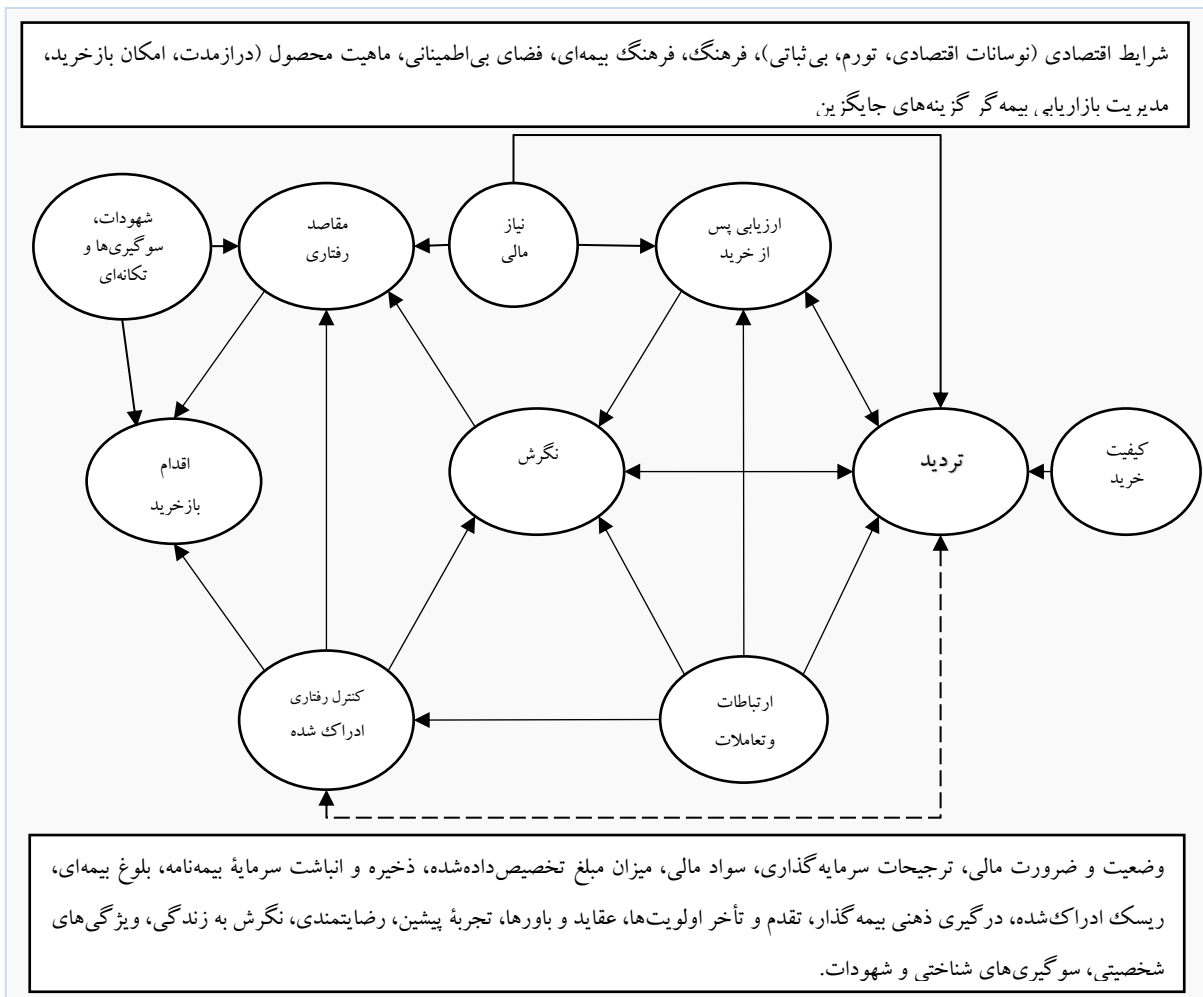 شرایط اقتصادی (نوسانات اقتصادی، تورم، بی‌ثباتی)، فرهنگ، فرهنگ بیمه‌ای، فضای بی‌اطمینانی، ماهیت محصول (درازمدت، امکان بازخرید،
مدیریت بازاریابی بیمه‌گر گزینه‌های جایگزین
شهودات،
سوگیری‌ها و
تکانه‌ای
مقاصد
رفتاری
نیاز
مالی
ارزیابی پس
از خرید
اقدام
بازخرید
نگرش
تردید
کیفیت
خرید
کنترل رفتاری
ادراک شده
ارتباطات
وتعاملات
وضعیت و ضرورت مالی، ترجیحات سرمایه‌گذاری، سواد مالی، میزان مبلغ تخصیص‌داده‌شده، ذخیره و انباشت سرمایۀ بیمه‌نامه، بلوغ بیمه‌ای،
ریسک ادراک‌شده، درگیری ذهنی بیمه‌گذار، تقدم و تأخر اولویت‌ها، عقاید و باورها، تجربۀ پیشین، رضایتمندی، نگرش به زندگی، ویژگی‌های
شخصیتی، سوگیری‌های شناختی و شهودات.